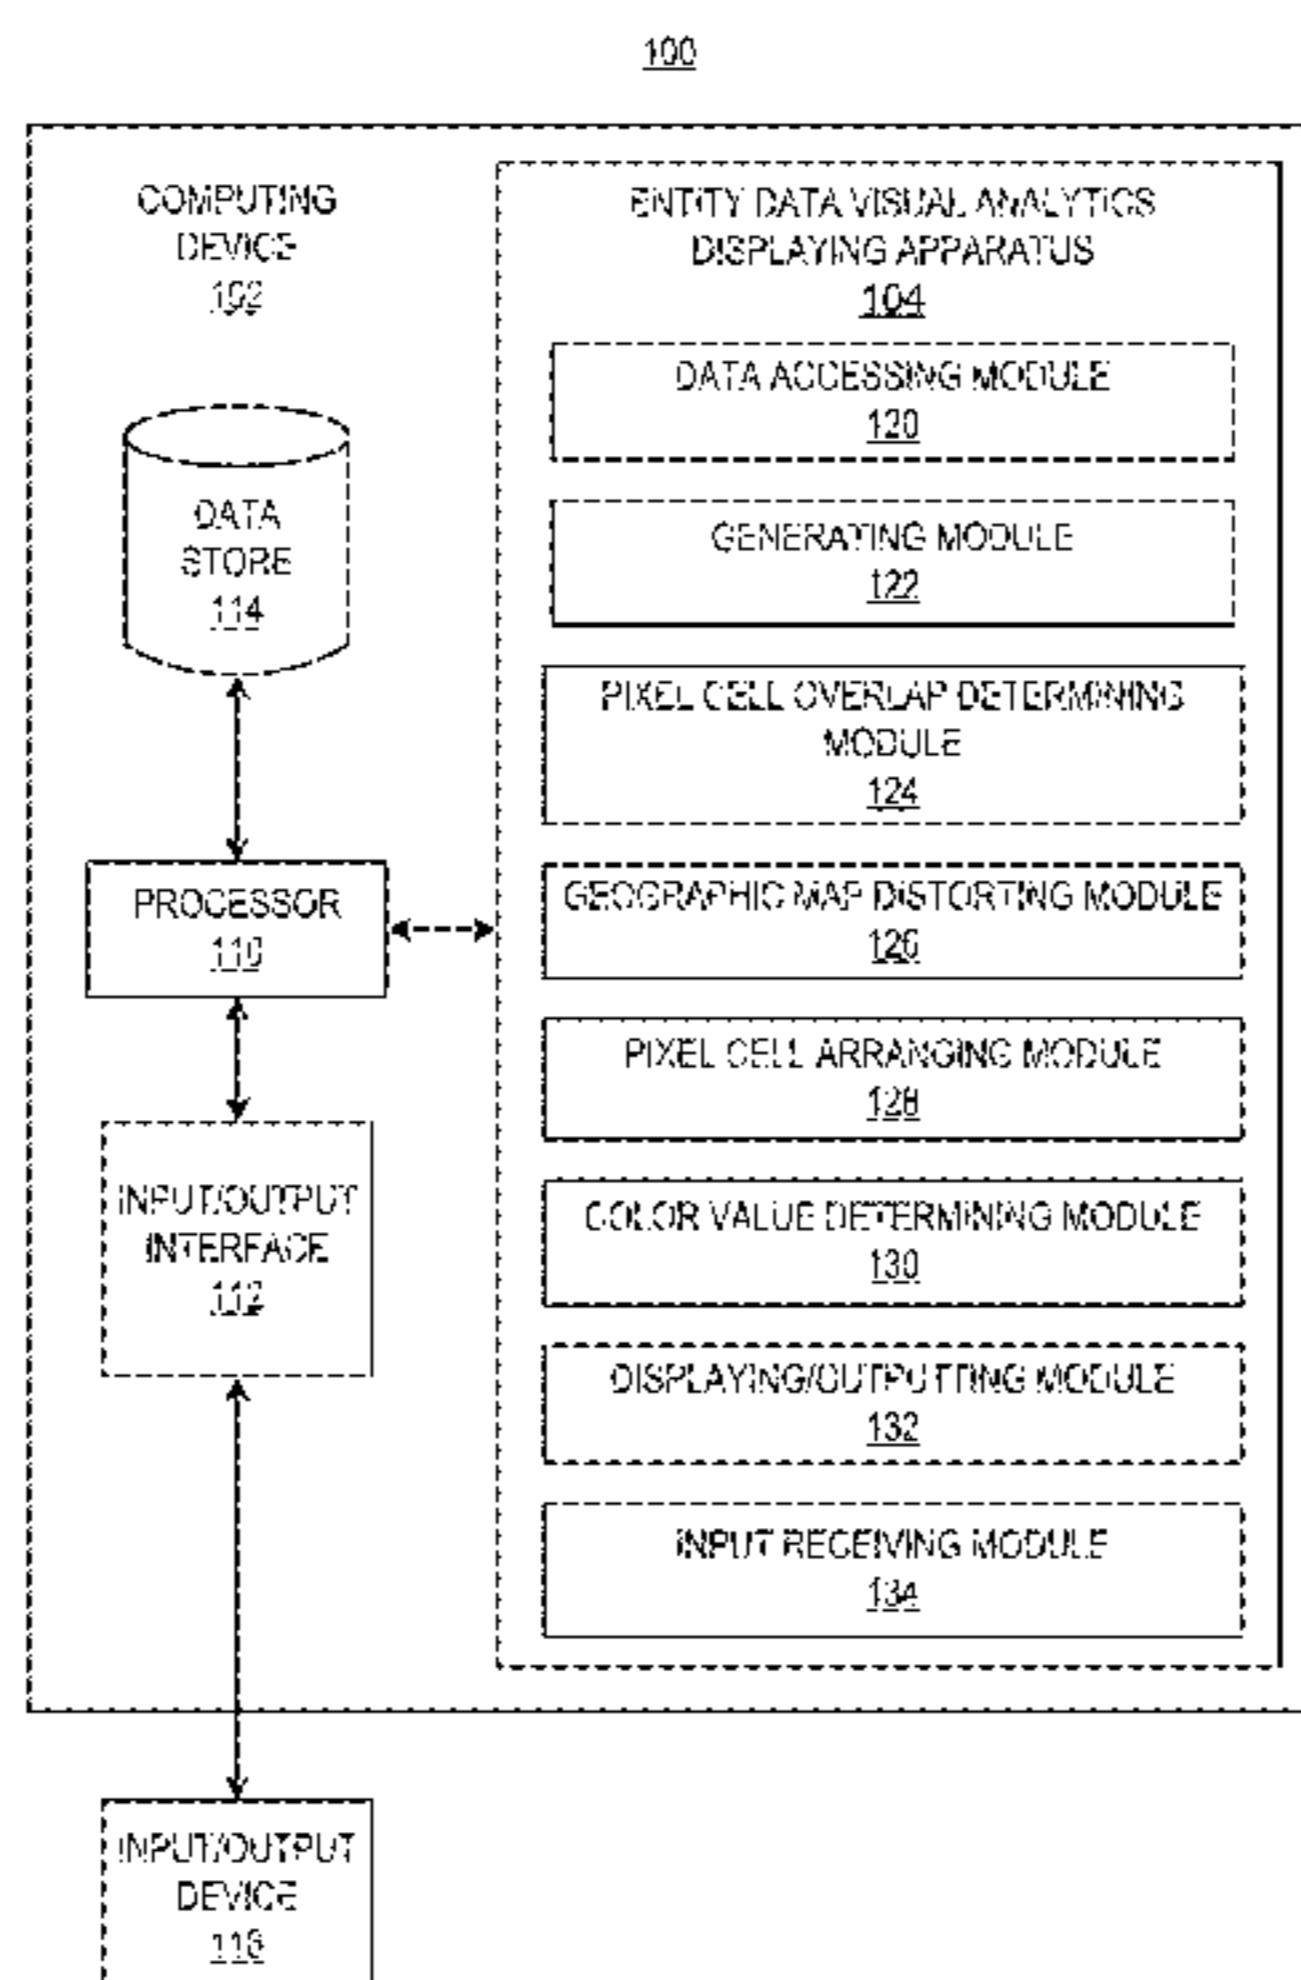 100
COMPUTING
DEVICE
102
ENTITY DATA VISUAL ANALYTICS
DISPLAYING APPARATUS
104
DATA ACCESSING MODULE
120
GENERATING MODULE
122
PIXEL CELL OVERLAP DETERMINING
MODULE
124
GEOGRAPHIC MAP DISTORTING MODULE
126
PIXEL CELL ARRANGING MODULE
128
COLOR VALUE DETERMINING MODULE
130
DISPLAYING/OUTPUTTING MODULE
132
INPUT RECEIVING MODULE
134
DATA
STORE
114
PROCESSOR
110
INPUT/OUTPUT
INTERFACE
112
INPUT/OUTPUT
DEVICE